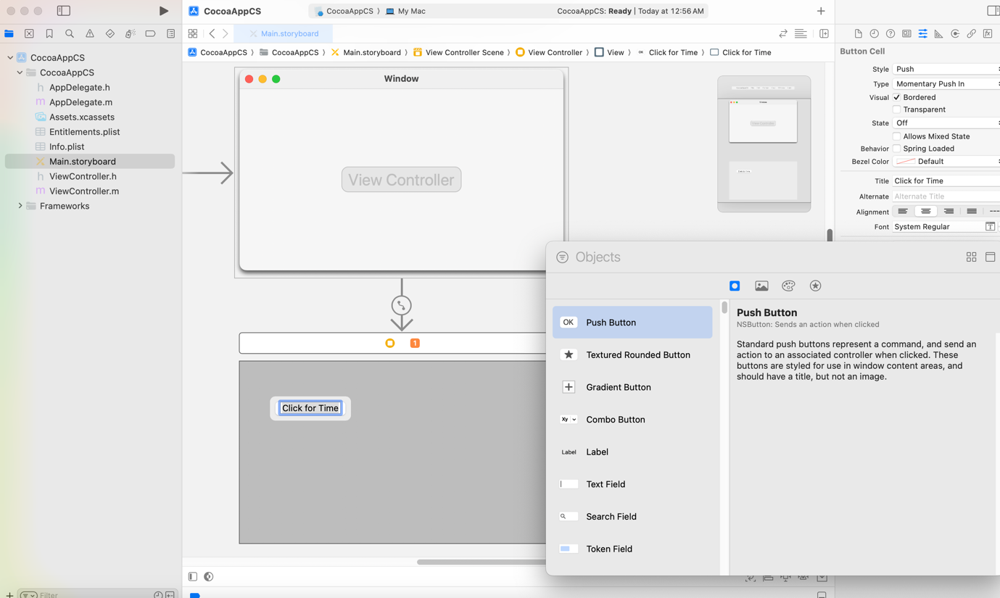 CocoaAppCS
CocoaAppCS 〉 My Mac
CocoaAppCS: Ready | Today at 12:56 AM
Main.storyboard
CocoaAppCS 〉 CocoaAppCS 〉 Main.storyboard 〉 View Controller Scene 〉 View Controller 〉 View 〉 OK Click for Time 〉 Click for Time
CocoaAppCS
CocoaAppCS
h AppDelegate.h
m AppDelegate.m
Assets.xcassets
Entitlements.plist
Info.plist
Main.storyboard
h ViewController.h
m ViewController.m
Frameworks
Filter
Window
View Controller
1
Click for Time
Window
View Controller
Click for Time
Button Cell
Style Push
Type Momentary Push In
Visual Bordered
Transparent
State Off
Allows Mixed State
Behavior Spring Loaded
Bezel Color Default
Title Click for Time
Alternate Alternate Title
Alignment
Font System Regular T
Objects
OK Push Button
Textured Rounded Button
Gradient Button
Xy Combo Button
Label Label
Text Field
Search Field
Token Field
Push Button
NSButton: Sends an action when clicked
Standard push buttons represent a command, and send an
action to an associated controller when clicked. These
buttons are styled for use in window content areas, and
should have a title, but not an image.